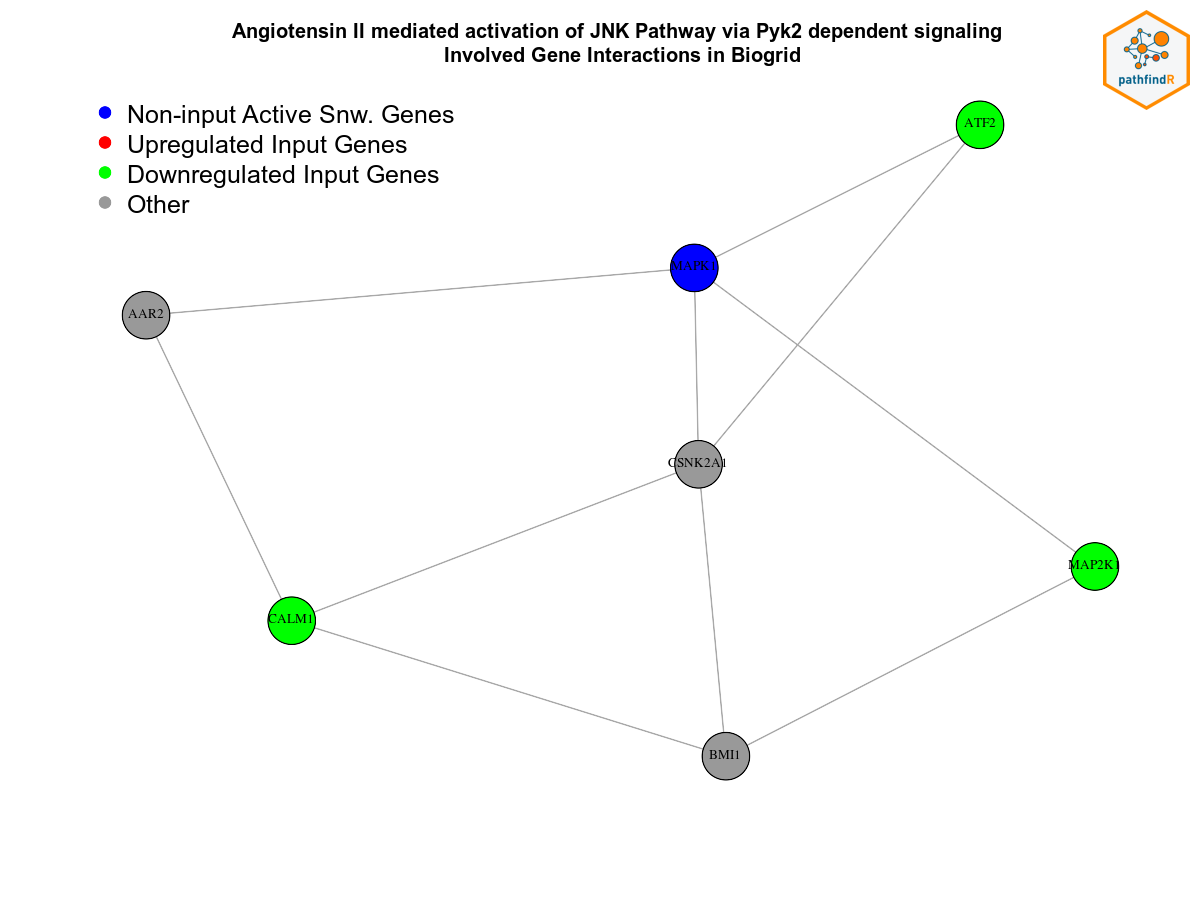 Angiotensin II mediated activation of JNK Pathway via Pyk2 dependent signaling
Involved Gene Interactions in Biogrid
pathfindR
Non-input Active Snw. Genes
Upregulated Input Genes
Downregulated Input Genes
Other
ATF2
MAPK1
AAR2
CSNK2A1
MAP2K1
CALM1
BMI1